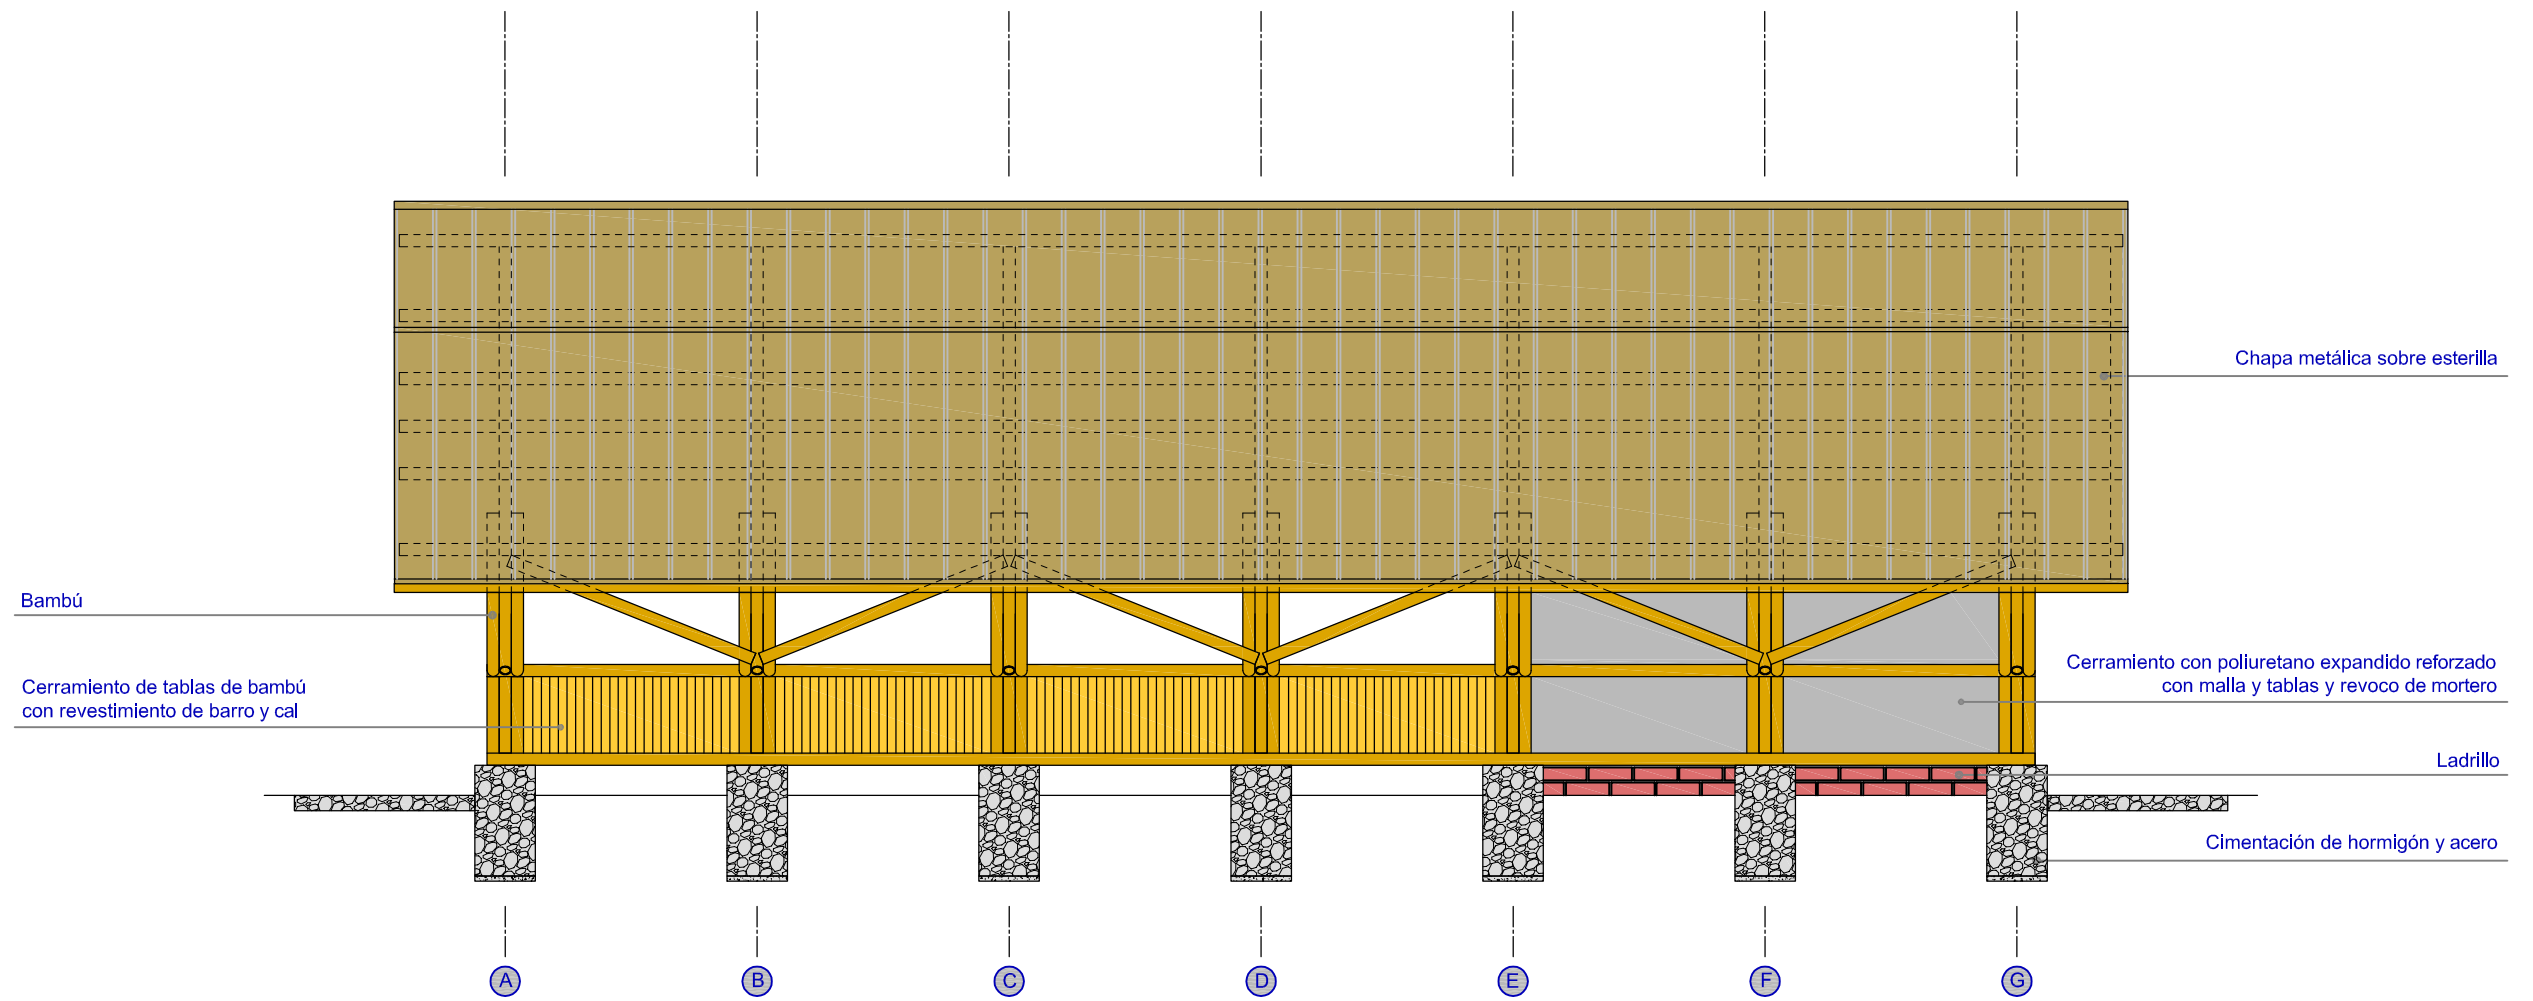 Chapa metálica sobre esterilla
Bambú
Cerramiento con poliuretano expandido reforzado
con malla y tablas y revoco de mortero
Cerramiento de tablas de bambú
con revestimiento de barro y cal
Ladrillo
Cimentación de hormigón y acero
A B C D E F G